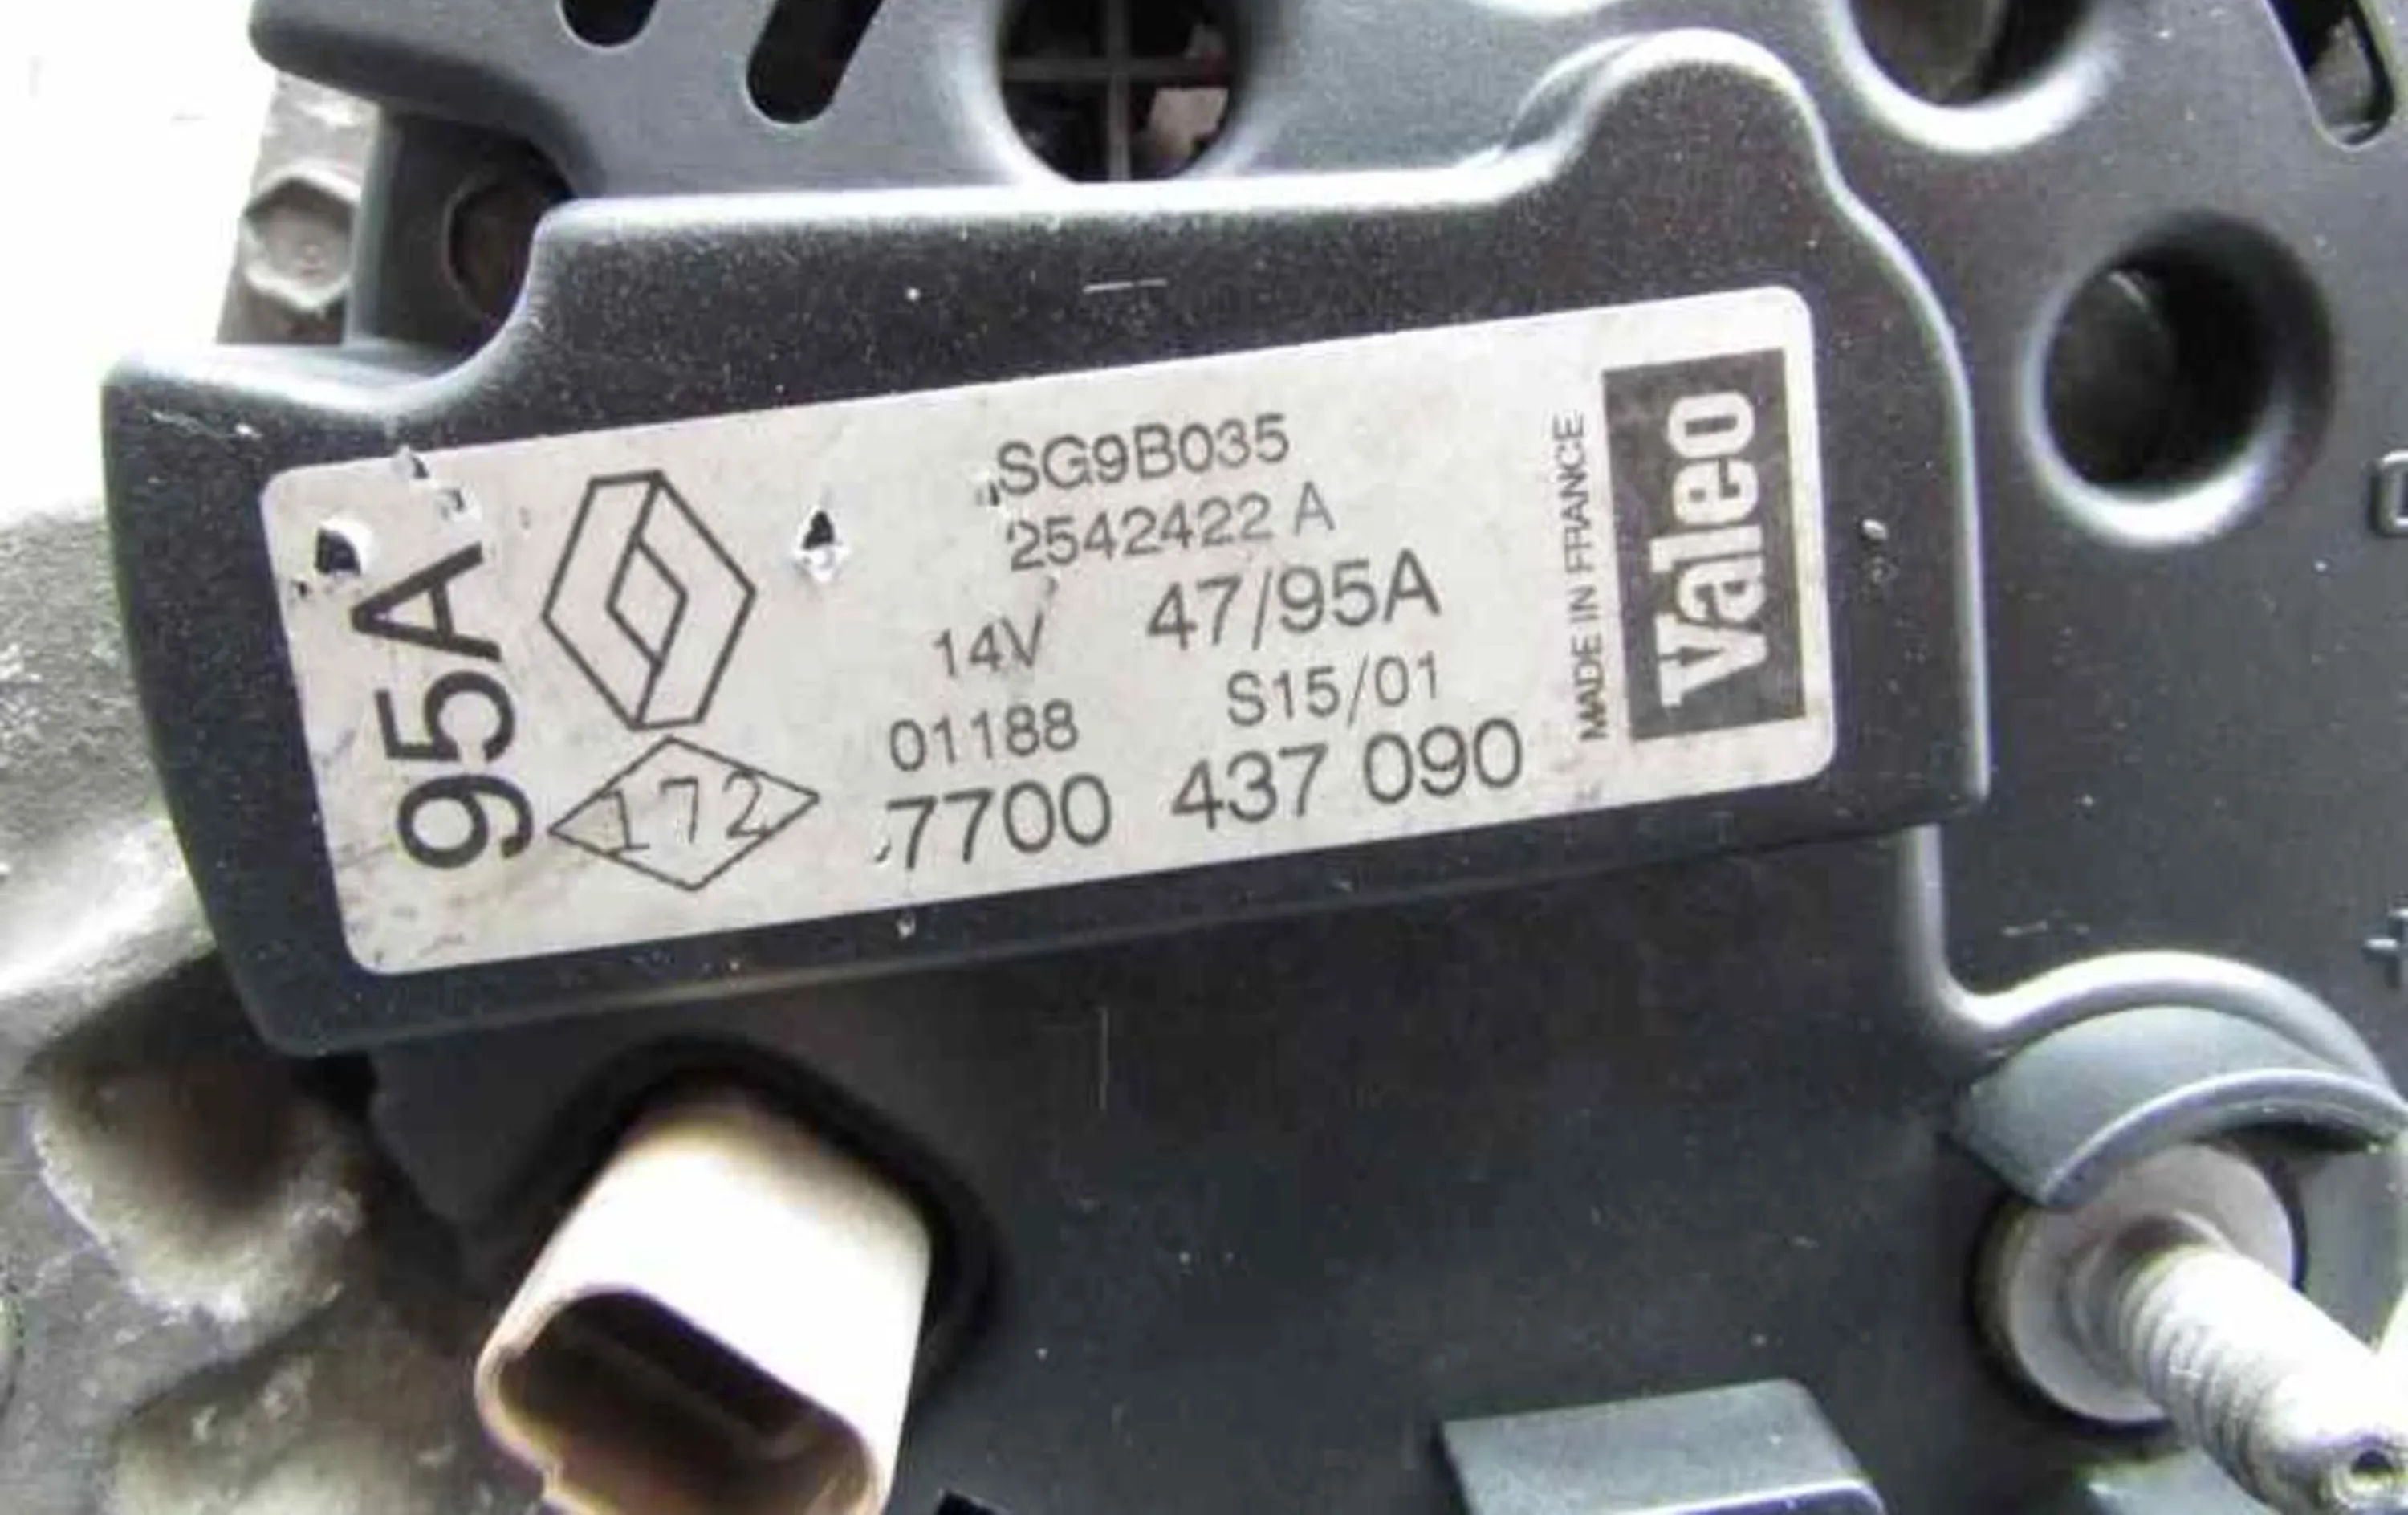 95A
172
SG9B035
2542422 A
14V 47/95A
01188 S15/01
7700 437 090
MADE IN FRANCE
Valeo